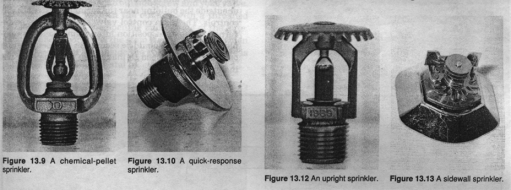 Figure 13.9 A chemical-pellet
sprinkler.
Figure 13.10 A quick-response
sprinkler.
Figure 13.12 An upright sprinkler.
Figure 13.13 A sidewall sprinkler.